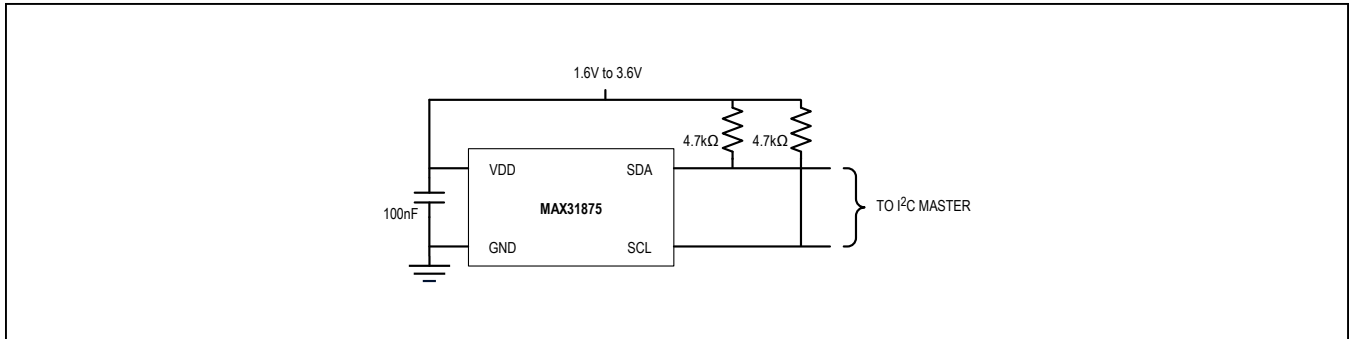 1.6V to 3.6V
4.7kΩ 4.7kΩ
VDD SDA
100nF MAX31875 TO I²C MASTER
GND SCL